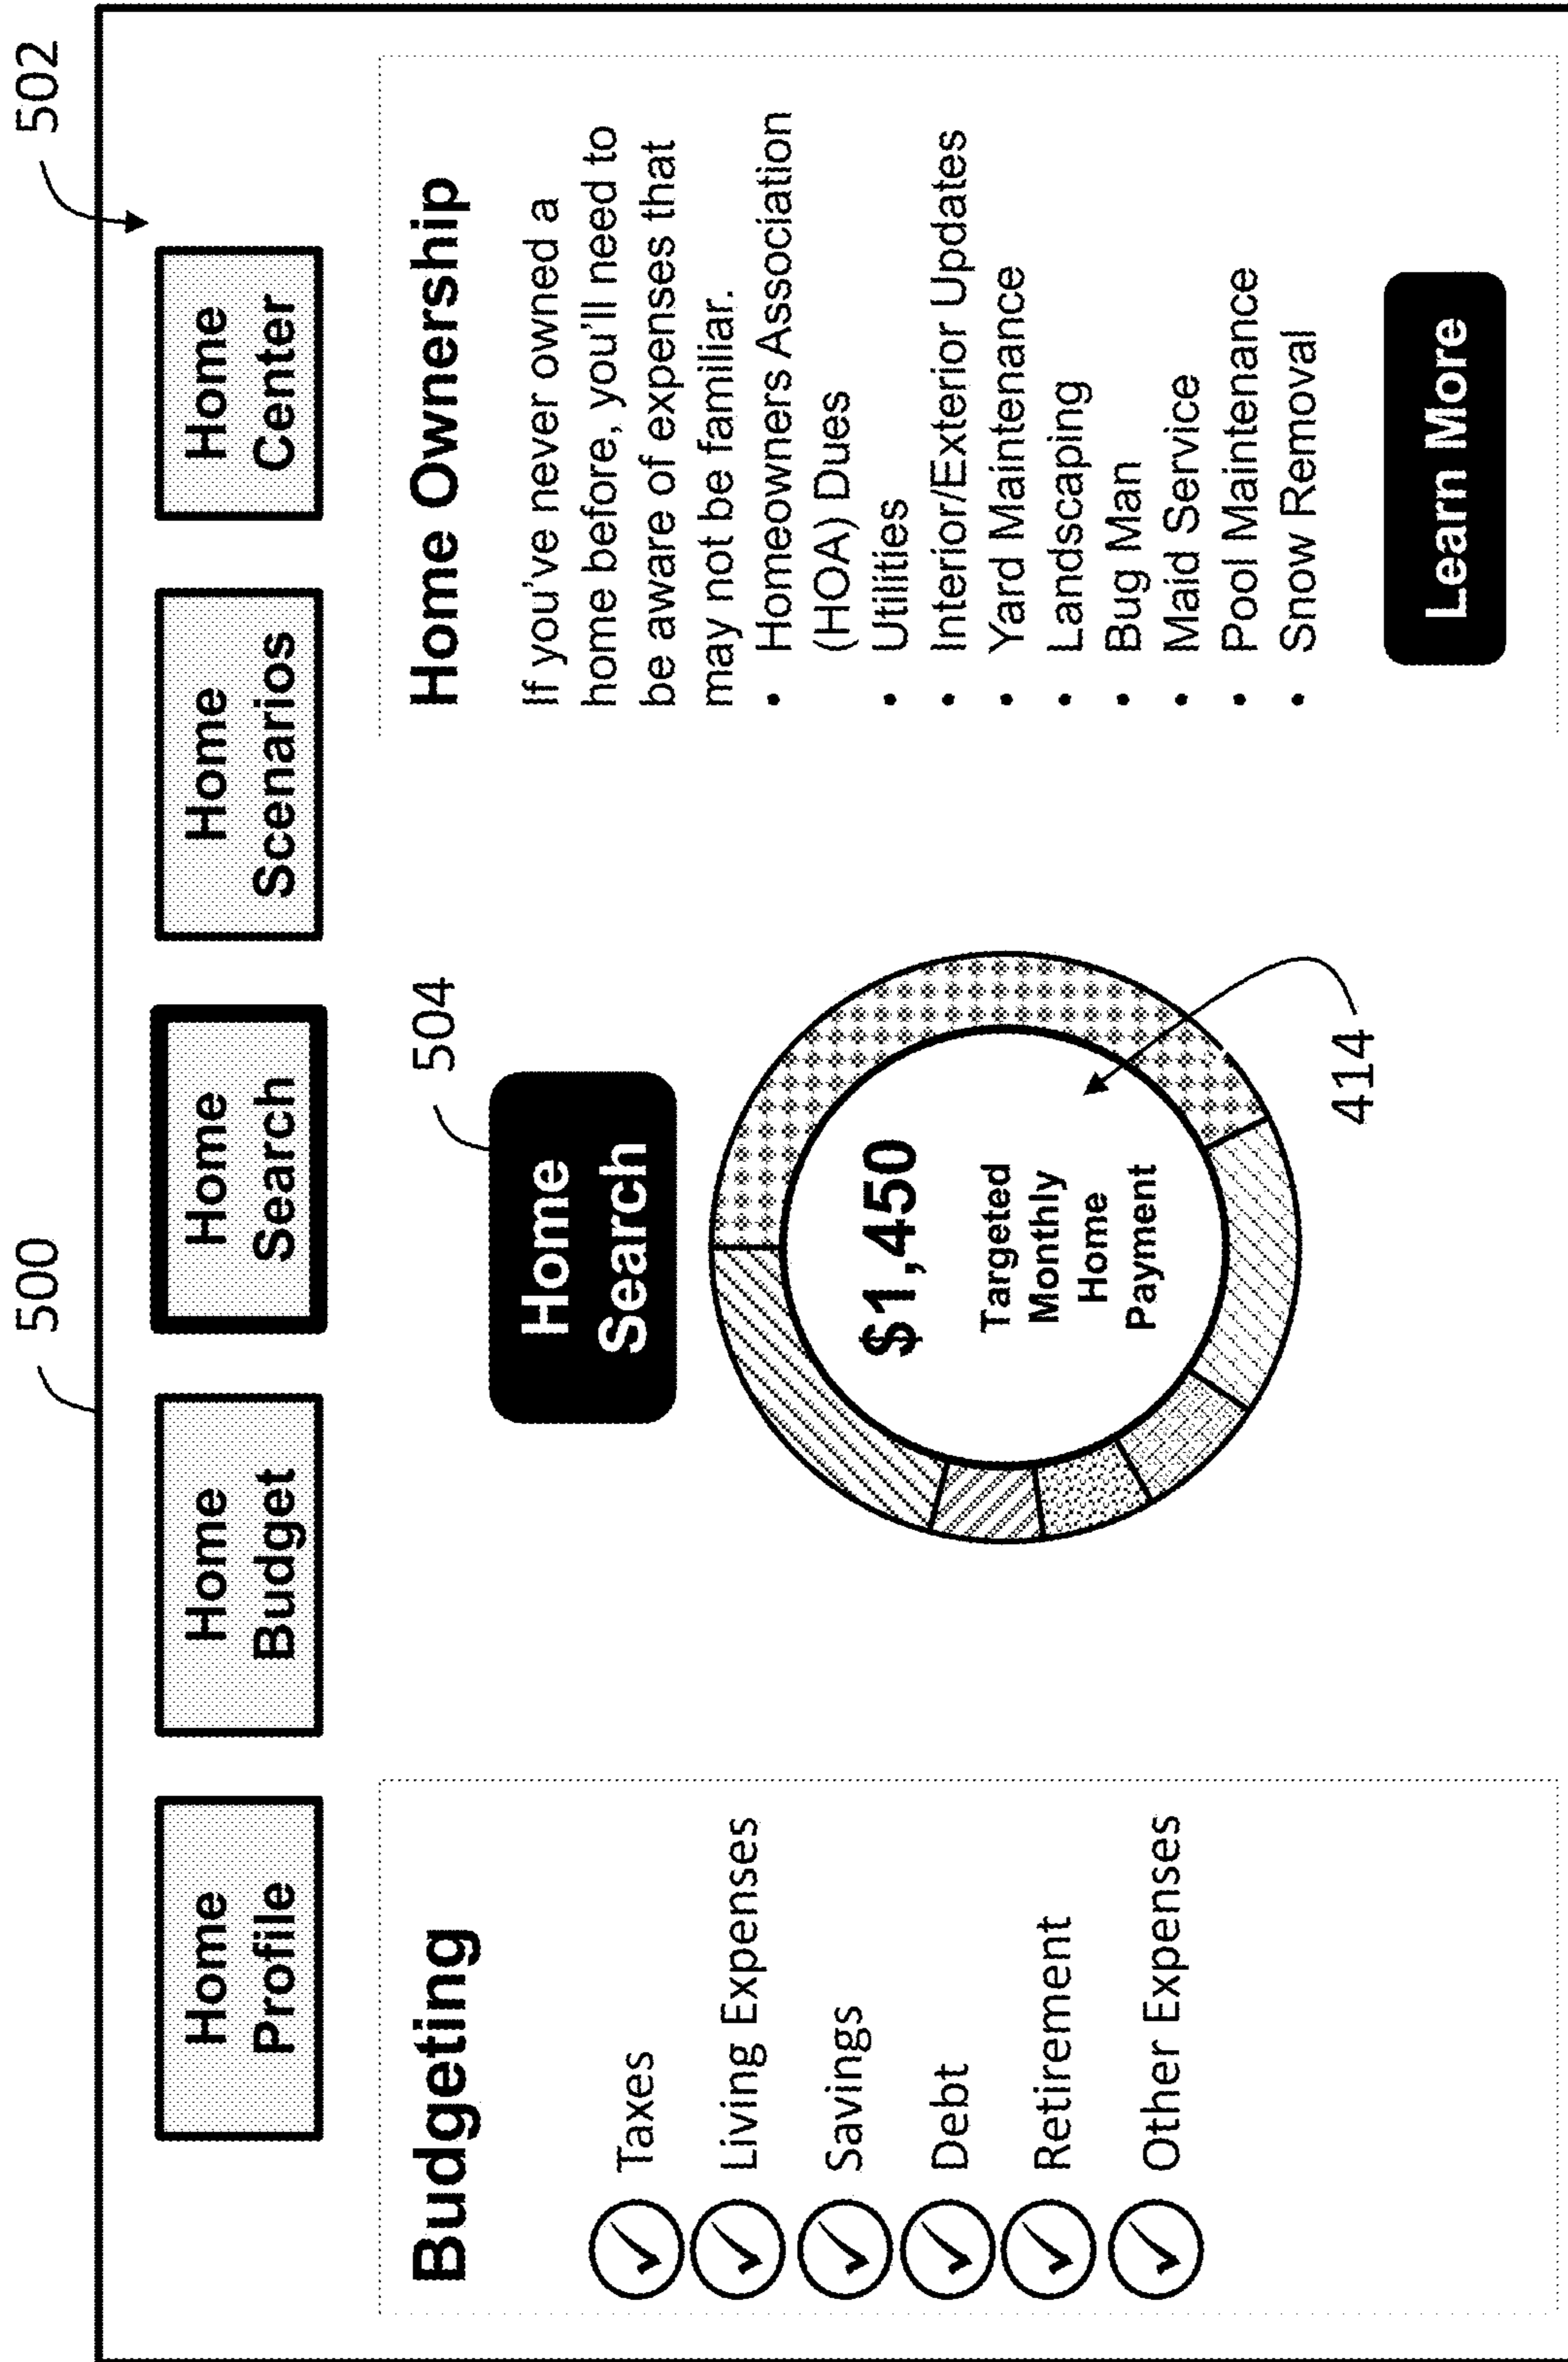 500
502
Home
Profile
Home
Budget
Home
Search
Home
Scenarios
Home
Center
Budgeting
Taxes
Living Expenses
Savings
Debt
Retirement
Other Expenses
504
Home
Search
$1,450
Targeted
Monthly
Home
Payment
414
Home Ownership
If you've never owned a
home before, you'll need to
be aware of expenses that
may not be familiar.
• Homeowners Association
(HOA) Dues
• Utilities
• Interior/Exterior Updates
• Yard Maintenance
• Landscaping
• Bug Man
• Maid Service
• Pool Maintenance
• Snow Removal
Learn More